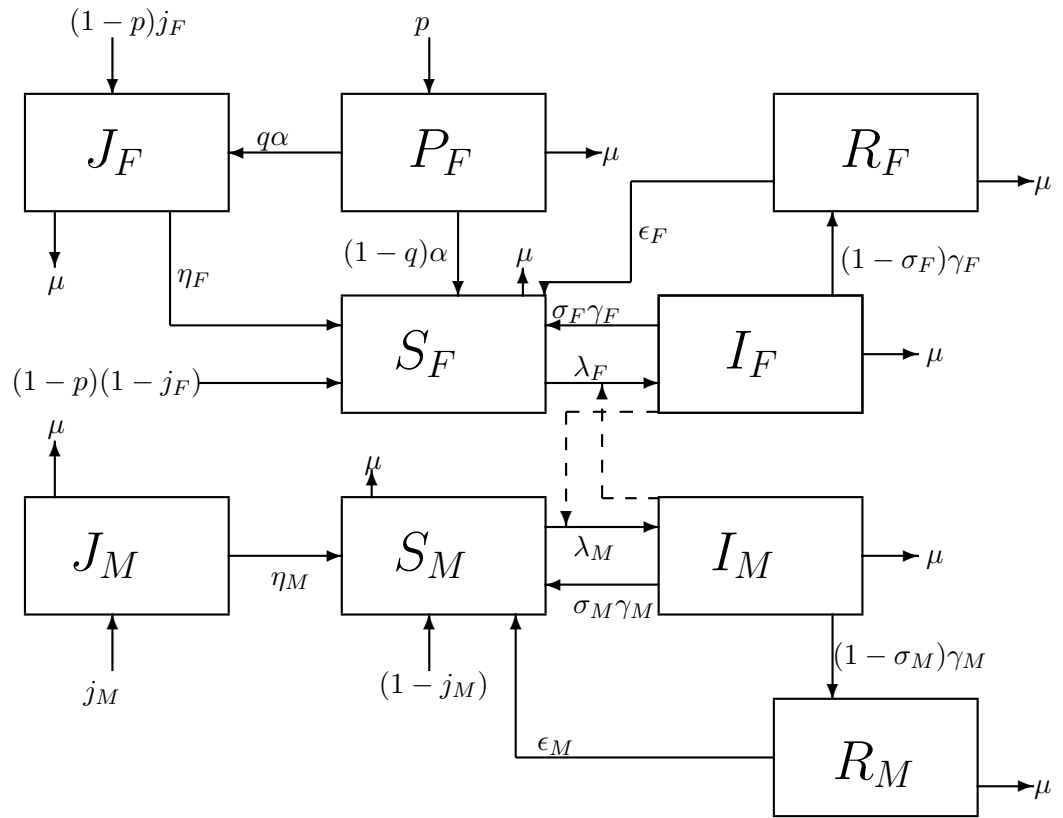 (1 − p)j_F
p
J_F
qα
P_F
μ
R_F
μ
μ
η_F
(1 − q)α
μ
ϵ_F
(1 − σ_F)γ_F
S_F
σ_Fγ_F
λ_F
I_F
μ
(1 − p)(1 − j_F)
μ
μ
J_M
η_M
S_M
λ_M
σ_Mγ_M
I_M
μ
j_M
(1 − j_M)
(1 − σ_M)γ_M
ϵ_M
R_M
μ